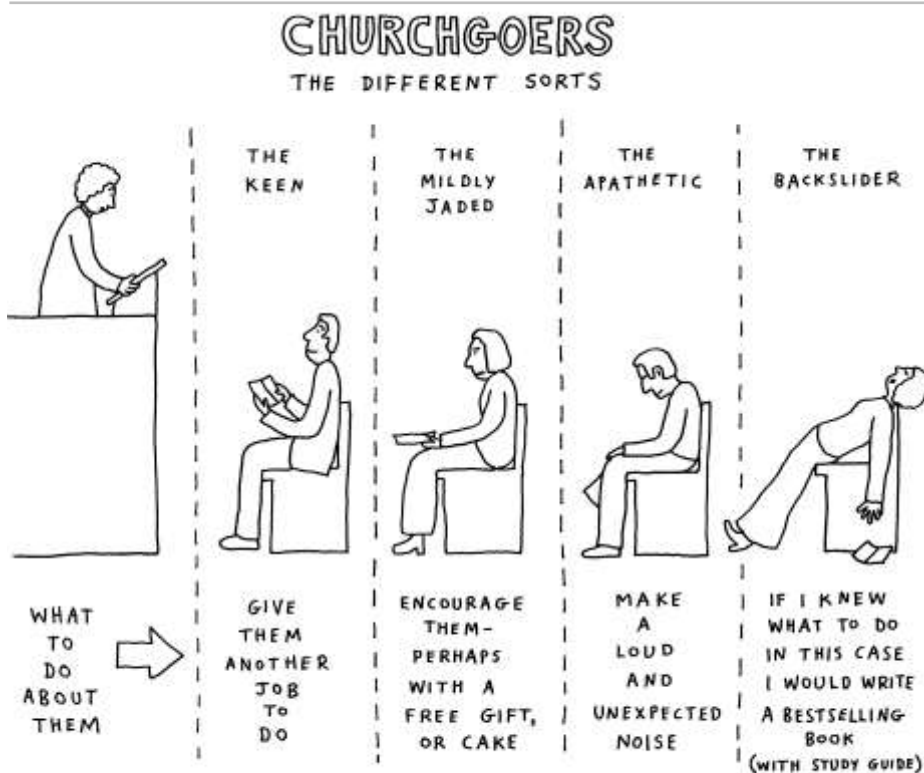 CHURCHGOERS
THE DIFFERENT SORTS
THE
KEEN
THE
MILDLY
JADED
THE
APATHETIC
THE
BACKSLIDER
WHAT
TO
DO
ABOUT
THEM
GIVE
THEM
ANOTHER
JOB
TO
DO
ENCOURAGE
THEM-
PERHAPS
WITH A
FREE GIFT,
OR CAKE
MAKE
A
LOUD
AND
UNEXPECTED
NOISE
IF I KNEW
WHAT TO DO
IN THIS CASE
I WOULD WRITE
A BESTSELLING
BOOK
(WITH STUDY GUIDE)